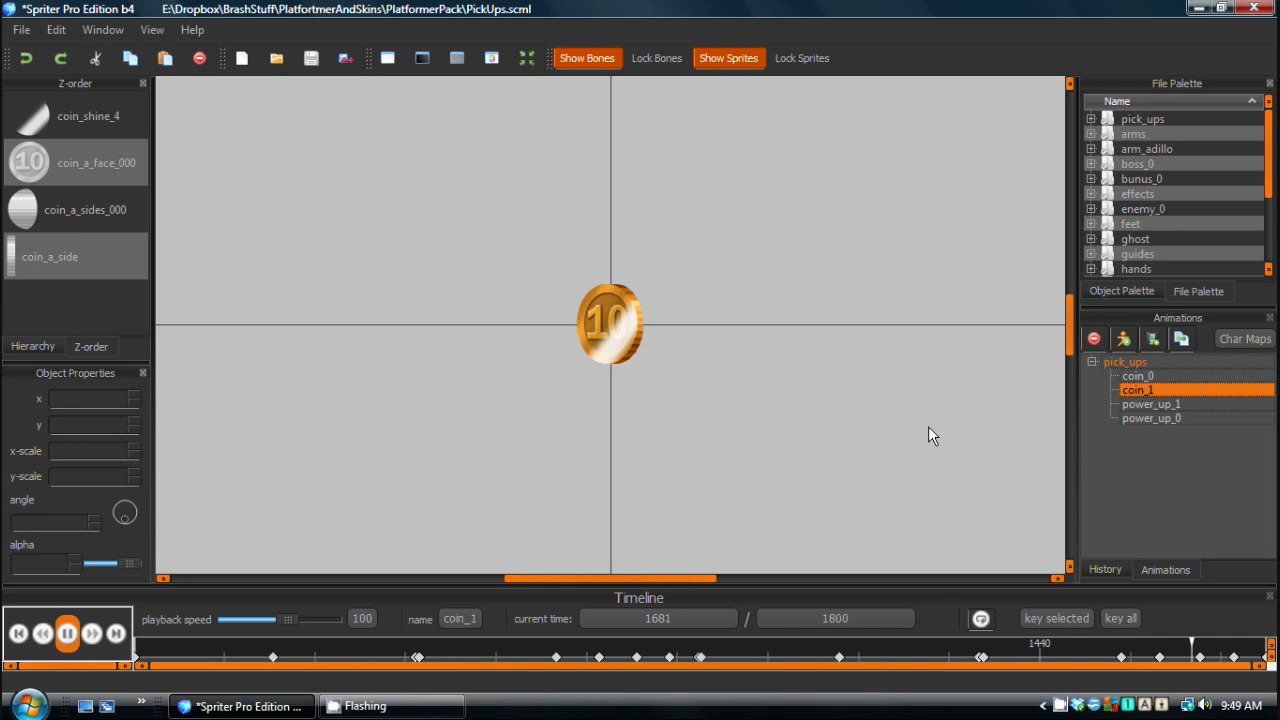 *Spriter Pro Edition b4 E:\Dropbox\BrashStuff\PlatfortmerAndSkins\PlatformerPack\PickUps.scml
File Edit Window View Help
Show Bones Lock Bones Show Sprites Lock Sprites
Z-order
coin_shine_4
10 coin_a_face_000
coin_a_sides_000
coin_a_side
Hierarchy Z-order
Object Properties
x
y
x-scale
y-scale
angle
alpha
10
File Palette
Name
pick_ups
arms
arm_adillo
boss_0
bunus_0
effects
enemy_0
feet
ghost
guides
hands
Object Palette File Palette
Animations
Char Maps
pick_ups
coin_0
coin_1
power_up_1
power_up_0
History Animations
Timeline
playback speed 100 name coin_1 current time: 1681 / 1800 key selected key all
1440
*Spriter Pro Edition ... Flashing 9:49 AM